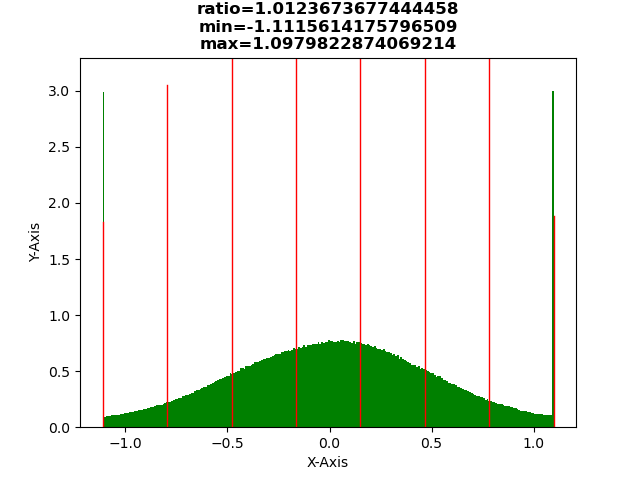 ratio=1.0123673677444458
min=-1.1115614175796509
max=1.0979822874069214
3.0
2.5
2.0
1.5
1.0
0.5
0.0
Y-Axis
−1.0
−0.5
0.0
0.5
1.0
X-Axis